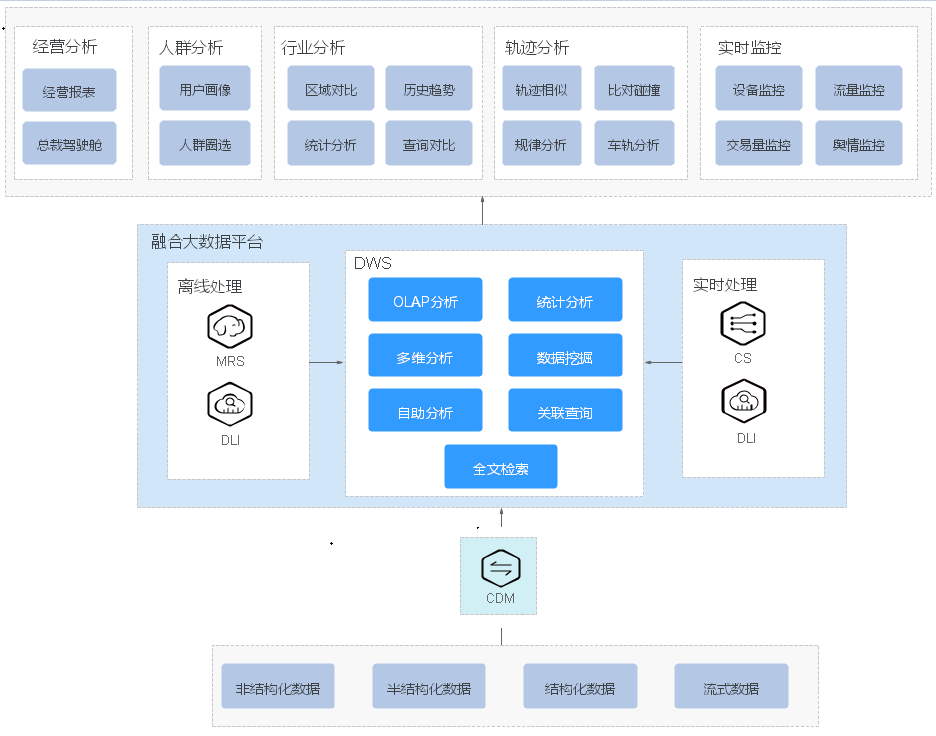 经营分析
经营报表
总裁驾驶舱
人群分析
用户画像
人群圈选
行业分析
区域对比
历史趋势
统计分析
查询对比
轨迹分析
轨迹相似
比对碰撞
规律分析
车轨分析
实时监控
设备监控
流量监控
交易量监控
舆情监控
融合大数据平台
离线处理
MRS
DLI
DWS
OLAP分析
统计分析
多维分析
数据挖掘
自助分析
关联查询
全文检索
实时处理
CS
DLI
CDM
非结构化数据
半结构化数据
结构化数据
流式数据